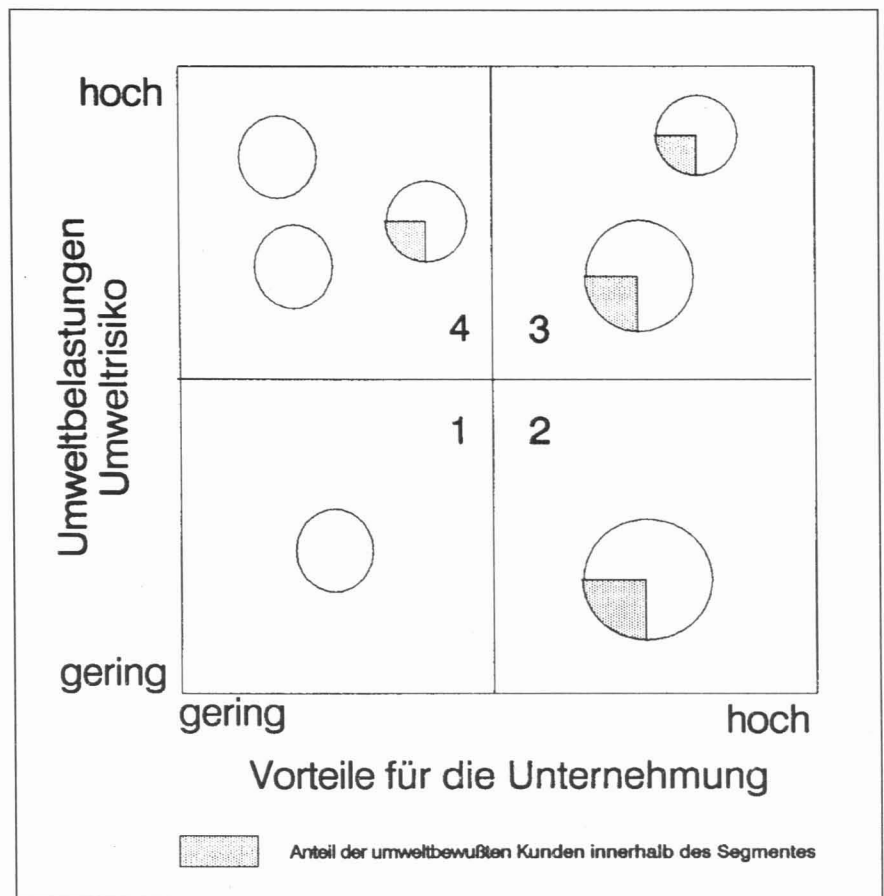 hoch
Umweltbelastungen
Umweltrisiko
4 3
1 2
gering
gering hoch
Vorteile für die Unternehmung
Anteil der umweltbewußten Kunden innerhalb des Segmentes